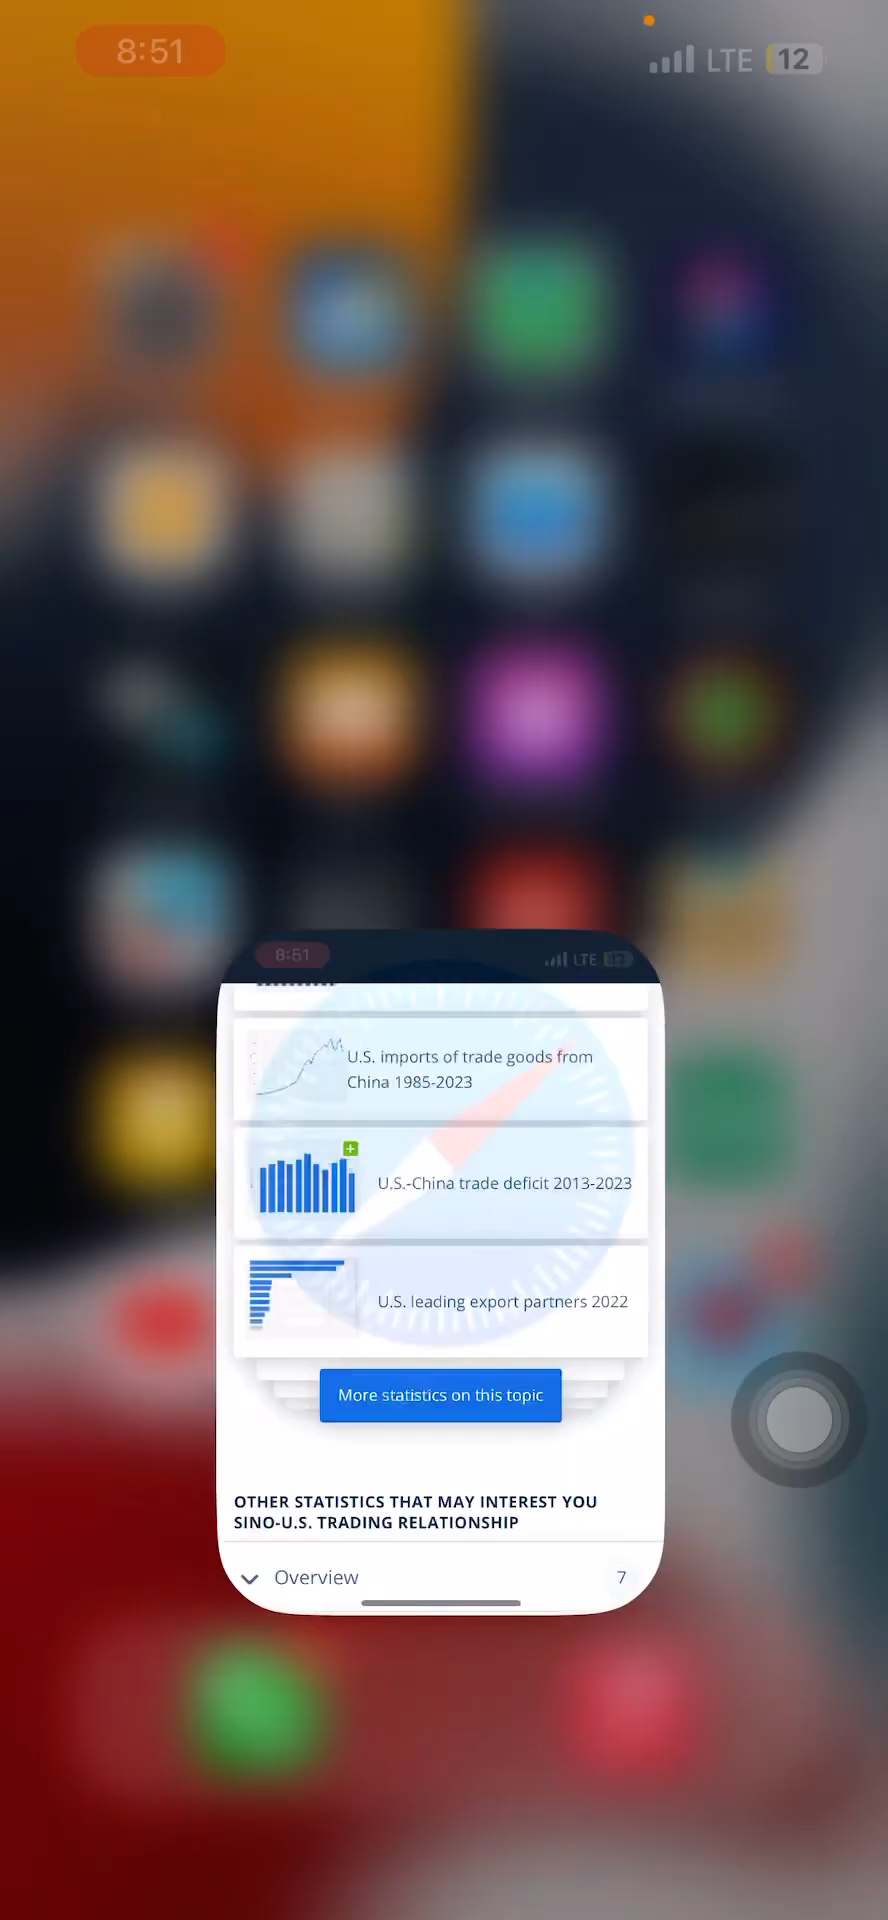 8:51
LTE 12
8:51
LTE 12
U.S. imports of trade goods from
China 1985-2023
U.S.-China trade deficit 2013-2023
U.S. leading export partners 2022
More statistics on this topic
OTHER STATISTICS THAT MAY INTEREST YOU
SINO-U.S. TRADING RELATIONSHIP
Overview 7